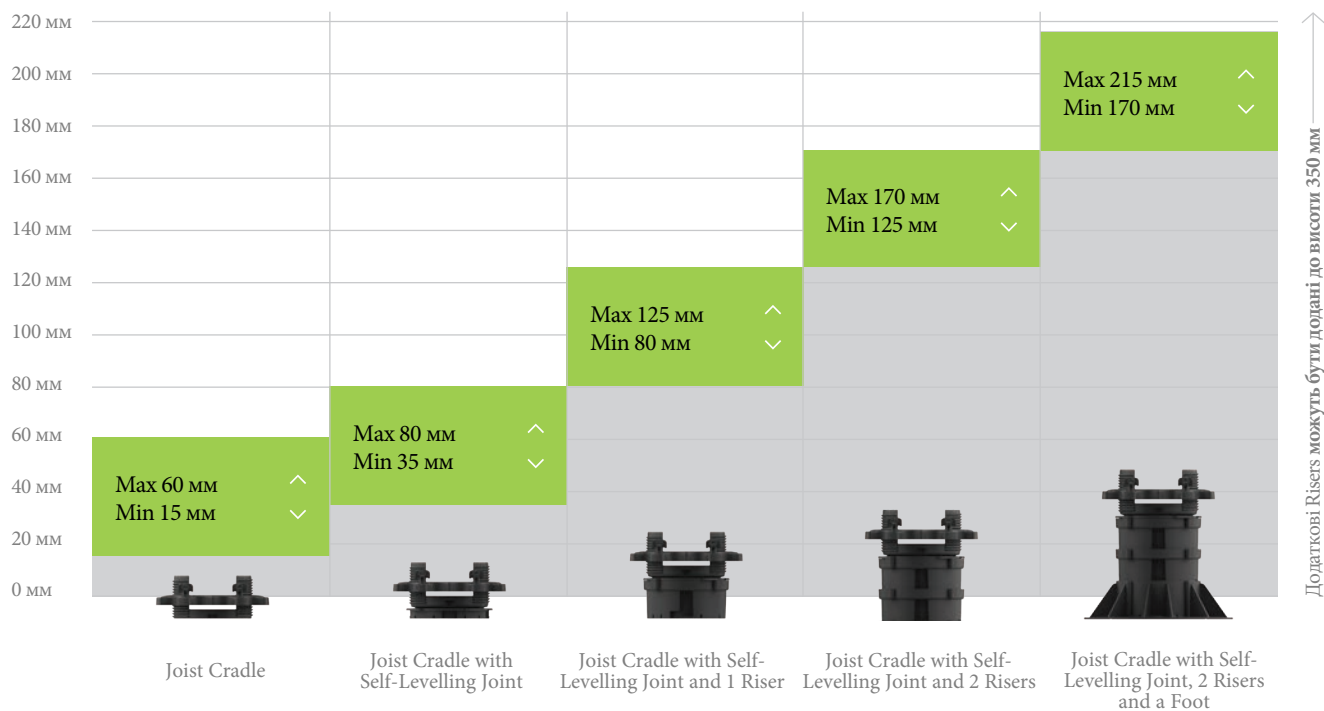 220 мм
200 мм
180 мм
160 мм
140 мм
120 мм
100 мм
80 мм
60 мм
40 мм
20 мм
0 мм
Max 60 мм
Min 15 мм
Max 80 мм
Min 35 мм
Max 125 мм
Min 80 мм
Max 170 мм
Min 125 мм
Max 215 мм
Min 170 мм
Joist Cradle
Joist Cradle with
Self-Levelling Joint
Joist Cradle with Self-
Levelling Joint and 1 Riser
Joist Cradle with Self-
Levelling Joint and 2 Risers
Joist Cradle with Self-
Levelling Joint, 2 Risers
and a Foot
Додаткові Risers можуть бути додані до висоти 350 мм